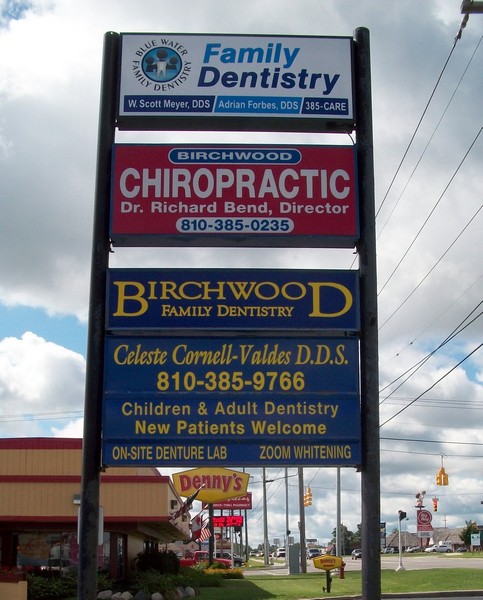 BLUE WATER
FAMILY DENTISTRY
Family
Dentistry
W. Scott Meyer, DDS Adrian Forbes, DDS 385-CARE
BIRCHWOOD
CHIROPRACTIC
Dr. Richard Bend, Director
810-385-0235
BIRCHWOOD
FAMILY DENTISTRY
Celeste Cornell-Valdes D.D.S.
810-385-9766
Children & Adult Dentistry
New Patients Welcome
ON-SITE DENTURE LAB ZOOM WHITENING
Denny's